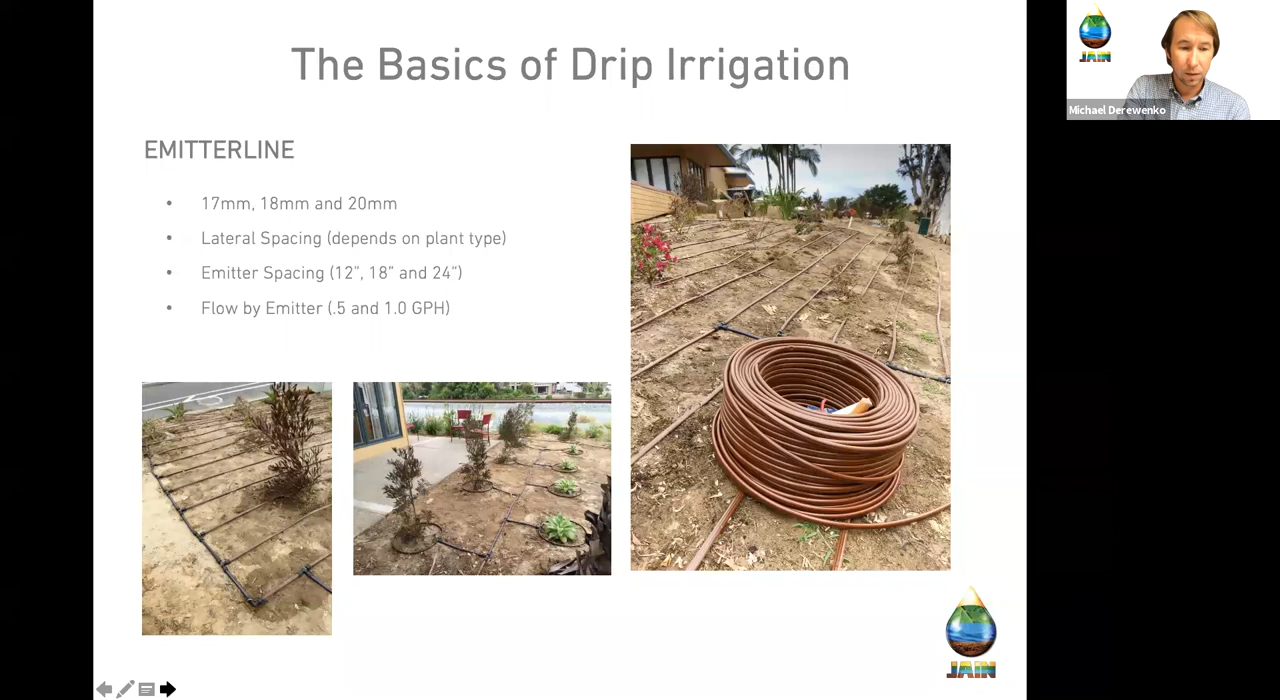 The Basics of Drip Irrigation
JAIN
Michael Derewenko
EMITTERLINE
• 17mm, 18mm and 20mm
• Lateral Spacing (depends on plant type)
• Emitter Spacing (12”, 18” and 24”)
• Flow by Emitter (.5 and 1.0 GPH)
JAIN